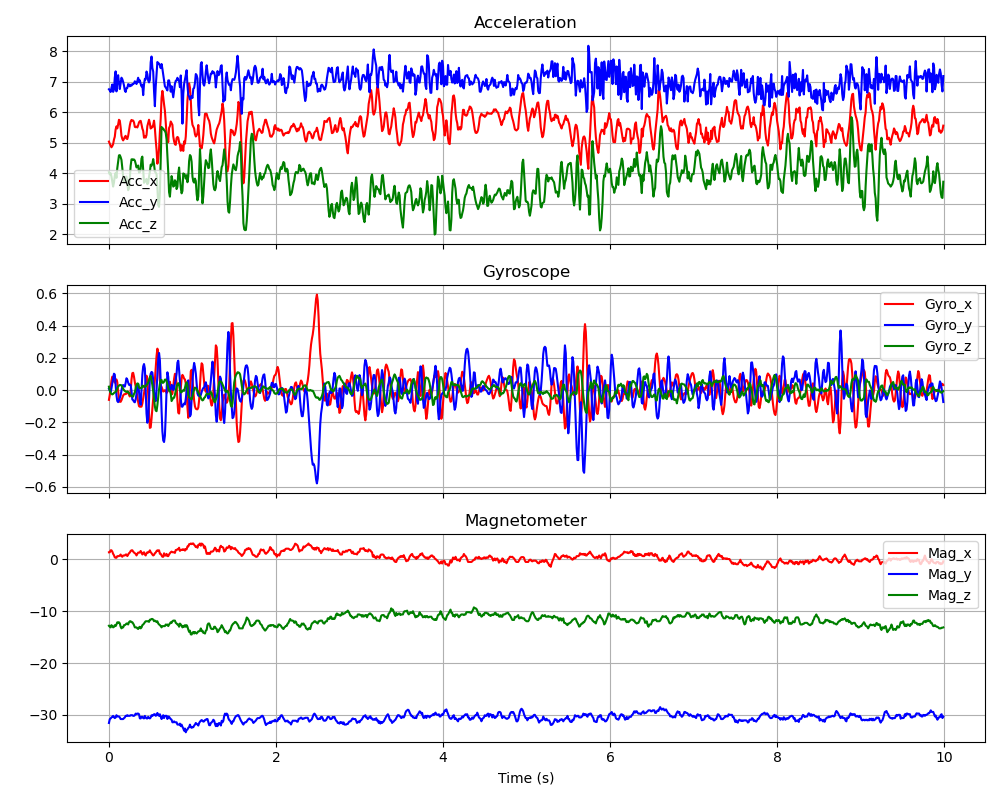 Acceleration
8
7
6
5
4
3
2
Acc_x
Acc_y
Acc_z
Gyroscope
0.6
0.4
0.2
0.0
−0.2
−0.4
−0.6
Gyro_x
Gyro_y
Gyro_z
Magnetometer
0
−10
−20
−30
Mag_x
Mag_y
Mag_z
0 2 4 6 8 10
Time (s)